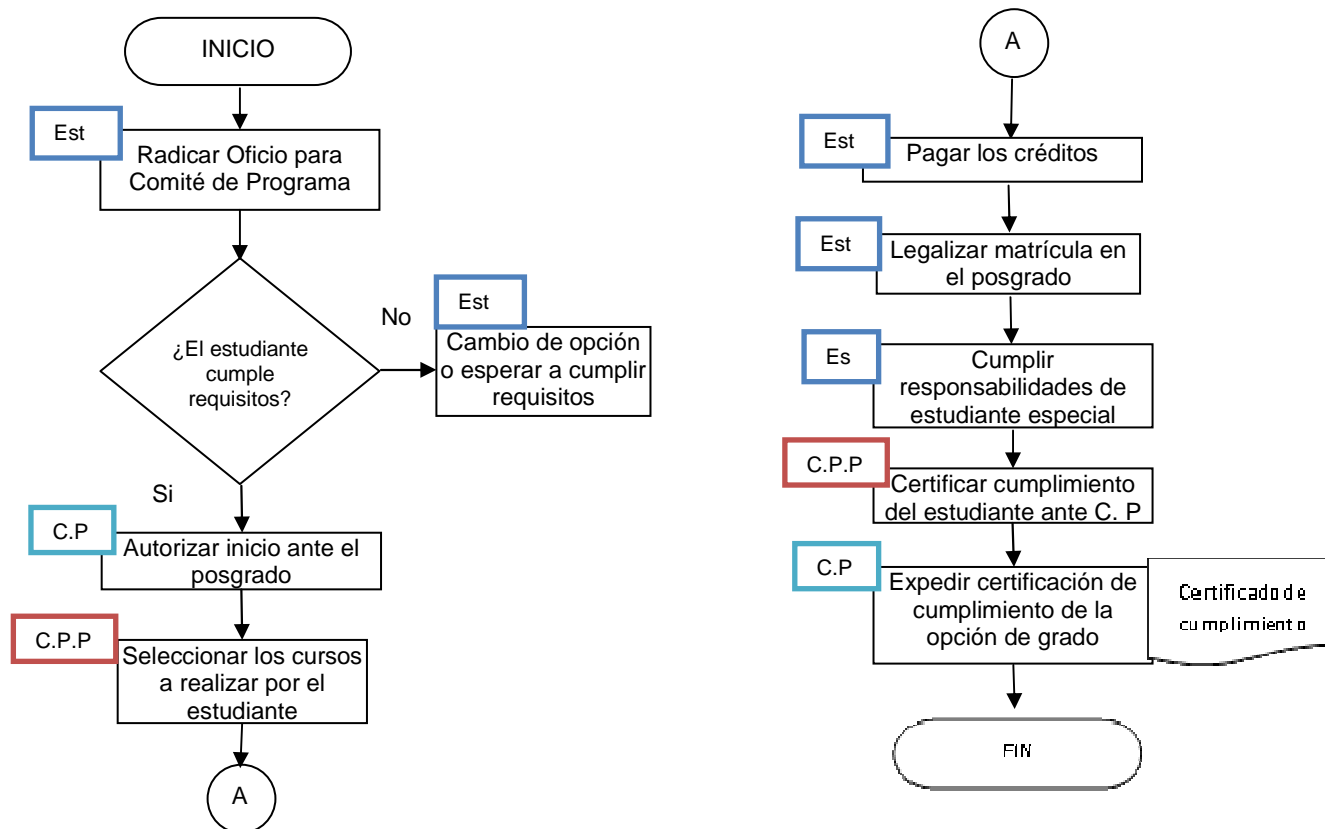 INICIO
Est
Radicar Oficio para
Comité de Programa
¿El estudiante
cumple
requisitos?
No
Est
Cambio de opción
o esperar a cumplir
requisitos
Si
C.P
Autorizar inicio ante el
posgrado
C.P.P
Seleccionar los cursos
a realizar por el
estudiante
A
A
Est
Pagar los créditos
Est
Legalizar matrícula en
el posgrado
Es
Cumplir
responsabilidades de
estudiante especial
C.P.P
Certificar cumplimiento
del estudiante ante C. P
C.P
Expedir certificación de
cumplimiento de la
opción de grado
Certificado de
cumplimiento
FIN